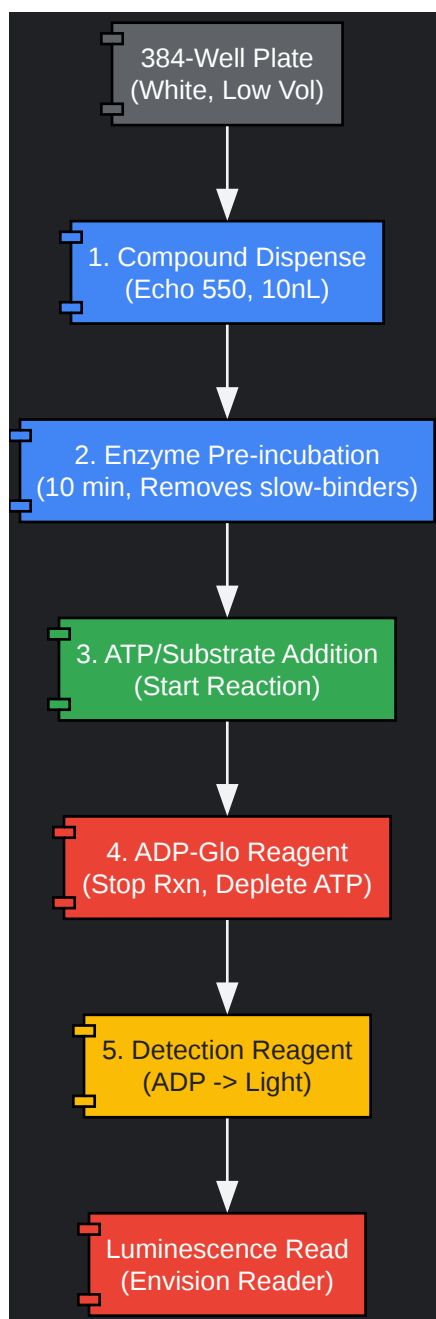 384-Well Plate
(White, Low Vol)
1. Compound Dispense
(Echo 550, 10nL)
2. Enzyme Pre-incubation
(10 min, Removes slow-binders)
3. ATP/Substrate Addition
(Start Reaction)
4. ADP-Glo Reagent
(Stop Rxn, Deplete ATP)
5. Detection Reagent
(ADP -> Light)
Luminescence Read
(Envision Reader)